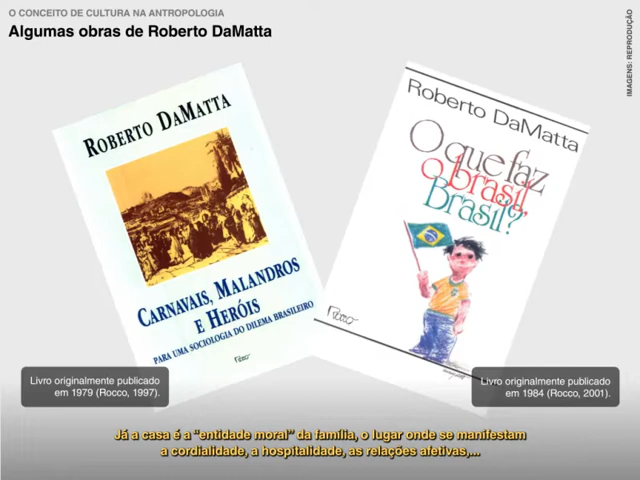 O CONCEITO DE CULTURA NA ANTROPOLOGIA
Algumas obras de Roberto DaMatta
IMAGENS: REPRODUÇÃO
ROBERTO DAMATTA
CARNAVAIS, MALANDROS
E HERÓIS
PARA UMA SOCIOLOGIA DO DILEMA BRASILEIRO
Rocco
Roberto DaMatta
O que faz
o brasil,
Brasil?
Rocco
Livro originalmente publicado
em 1979 (Rocco, 1997).
Livro originalmente publicado
em 1984 (Rocco, 2001).
Já a casa é a "entidade moral" da família, o lugar onde se manifestam
a cordialidade, a hospitalidade, as relações afetivas,...